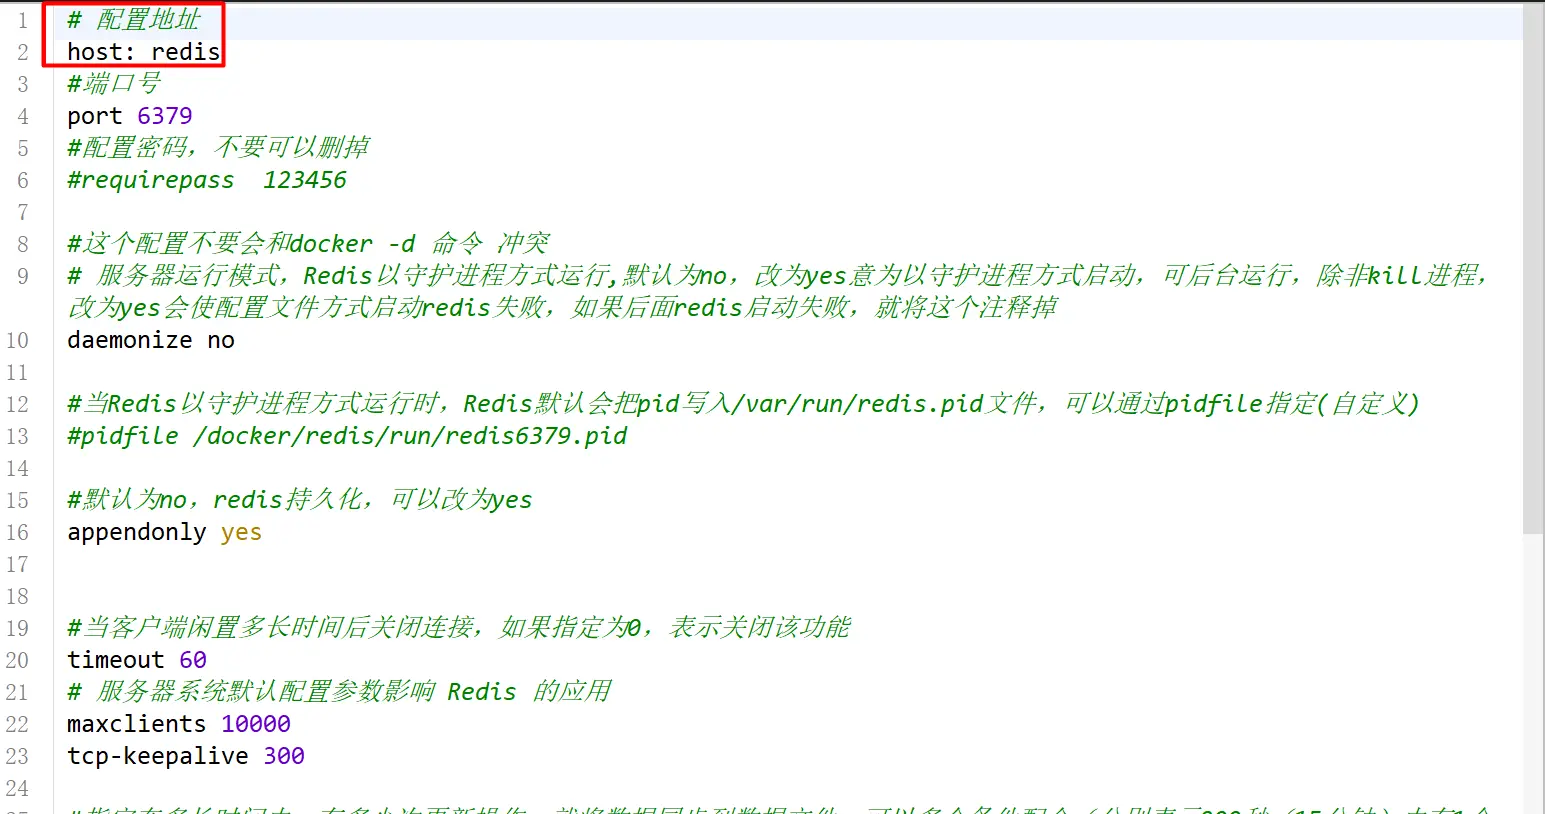 1 # 配置地址
2 host: redis
3 #端口号
4 port 6379
5 #配置密码，不要可以删掉
6 #requirepass 123456
7
8 #这个配置不要会和docker -d 命令 冲突
9 # 服务器运行模式，Redis以守护进程方式运行,默认为no，改为yes意为以守护进程方式启动，可后台运行，除非kill进程，
改为yes会使配置文件方式启动redis失败，如果后面redis启动失败，就将这个注释掉
10 daemonize no
11
12 #当Redis以守护进程方式运行时，Redis默认会把pid写入/var/run/redis.pid文件，可以通过pidfile指定(自定义)
13 #pidfile /docker/redis/run/redis6379.pid
14
15 #默认为no，redis持久化，可以改为yes
16 appendonly yes
17
18
19 #当客户端闲置多长时间后关闭连接，如果指定为0，表示关闭该功能
20 timeout 60
21 # 服务器系统默认配置参数影响 Redis 的应用
22 maxclients 10000
23 tcp-keepalive 300
24